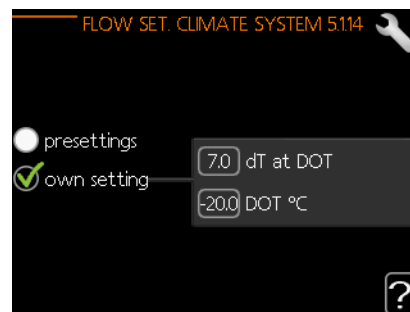 FLOW SET. CLIMATE SYSTEM 5.1.14
presettings
own setting
7.0 dT at DOT
-20.0 DOT °C
?